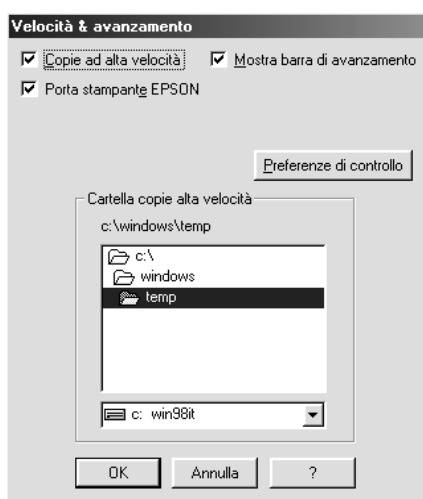 Velocità & avanzamento
Copie ad alta velocità Mostra barra di avanzamento
Porta stampante EPSON
Preferenze di controllo
Cartella copie alta velocità
c:\windows\temp
c:\
windows
temp
c: win98it
OK Annulla ?